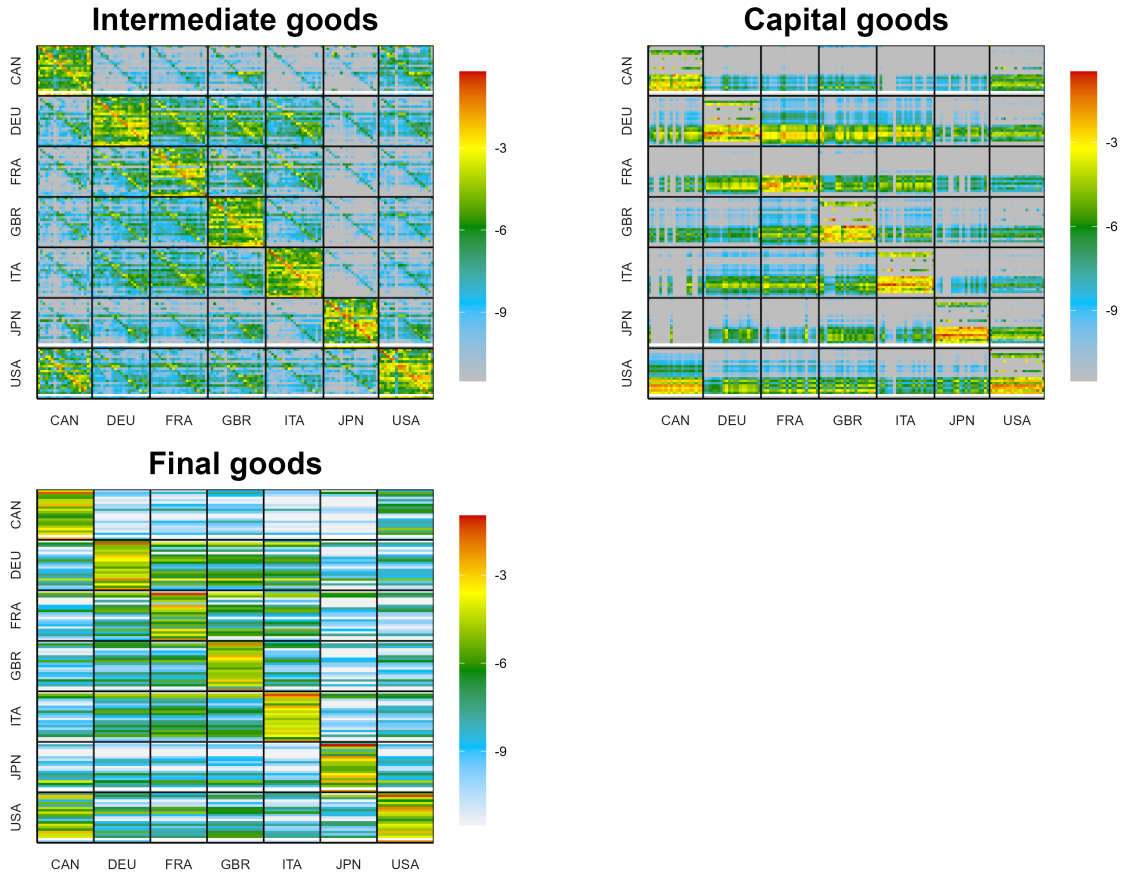 Intermediate goods
CAN
DEU
FRA
GBR
ITA
JPN
USA
CAN DEU FRA GBR ITA JPN USA
-3
-6
-9
Capital goods
CAN
DEU
FRA
GBR
ITA
JPN
USA
CAN DEU FRA GBR ITA JPN USA
-3
-6
-9
Final goods
CAN
DEU
FRA
GBR
ITA
JPN
USA
CAN DEU FRA GBR ITA JPN USA
-3
-6
-9